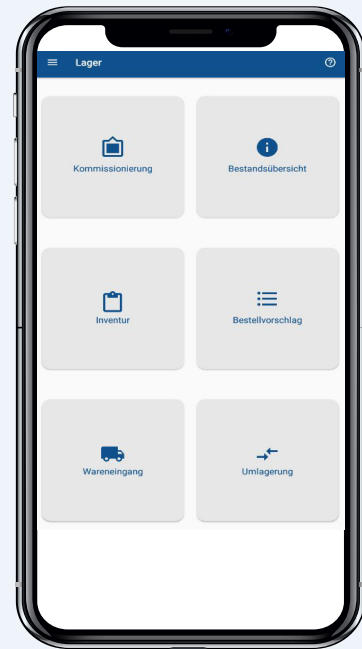 Lager
Kommissionierung
Bestandsübersicht
Inventur
Bestellvorschlag
Wareneingang
Umlagerung